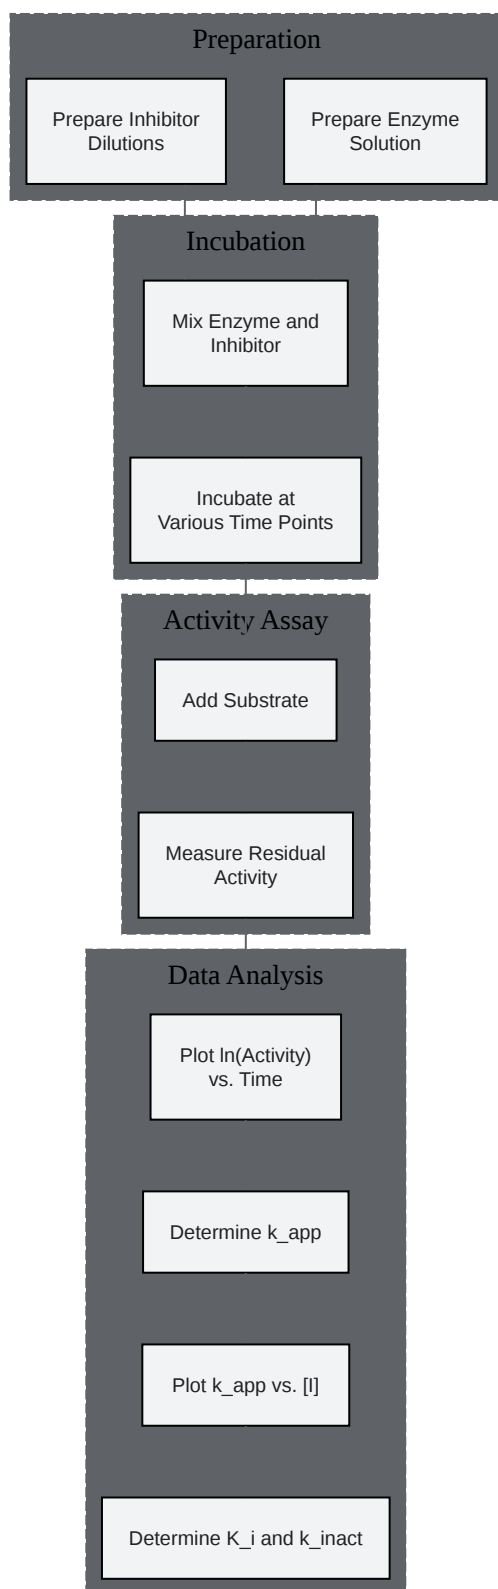 Preparation
Prepare Inhibitor
Dilutions
Prepare Enzyme
Solution
Incubation
Mix Enzyme and
Inhibitor
Incubate at
Various Time Points
Activity Assay
Add Substrate
Measure Residual
Activity
Data Analysis
Plot ln(Activity)
vs. Time
Determine k_app
Plot k_app vs. [I]
Determine K_i and k_inact